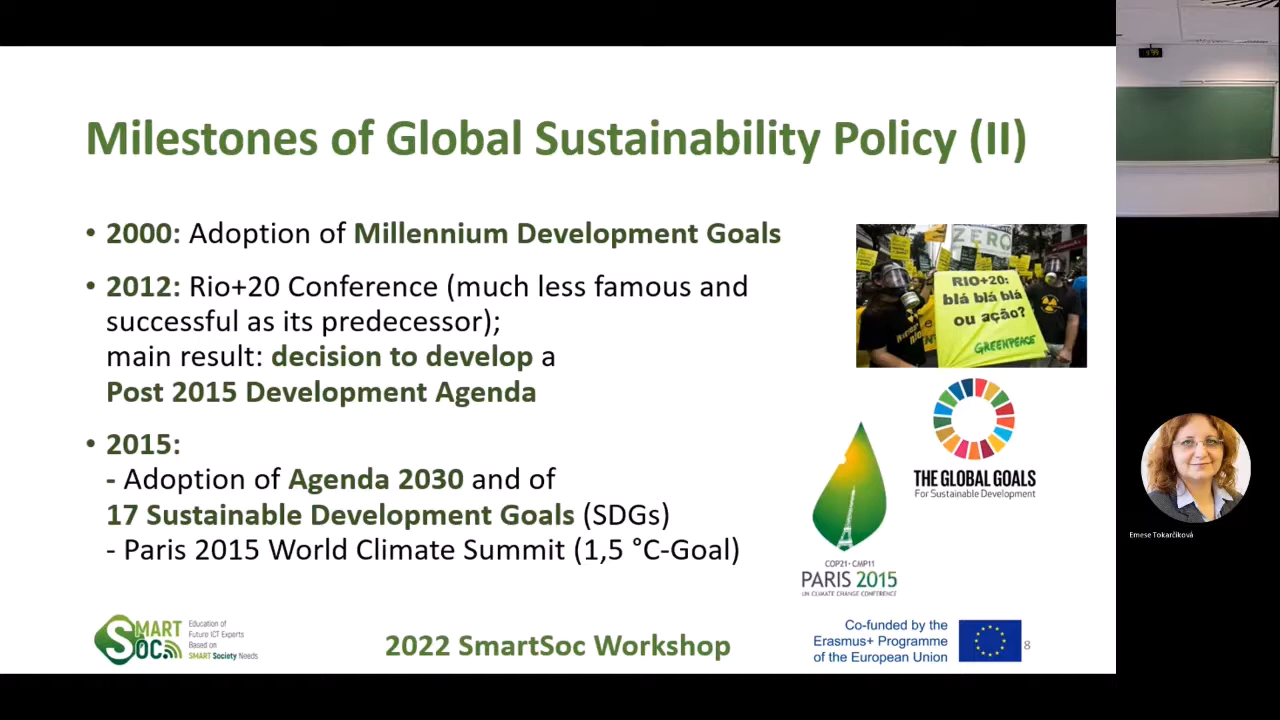 Milestones of Global Sustainability Policy (II)
• 2000: Adoption of Millennium Development Goals
• 2012: Rio+20 Conference (much less famous and
successful as its predecessor);
main result: decision to develop a
Post 2015 Development Agenda
• 2015:
- Adoption of Agenda 2030 and of
17 Sustainable Development Goals (SDGs)
- Paris 2015 World Climate Summit (1,5 °C-Goal)
ZERO
RIO+20:
blá blá blá
ou ação?
GREENPEACE
THE GLOBAL GOALS
For Sustainable Development
COP21·CMP11
PARIS 2015
UN CLIMATE CHANGE CONFERENCE
SMART
SOC
Education of
Future ICT Experts
Based on
SMART Society Needs
2022 SmartSoc Workshop
Co-funded by the
Erasmus+ Programme
of the European Union
8
Emese Tokarčíková